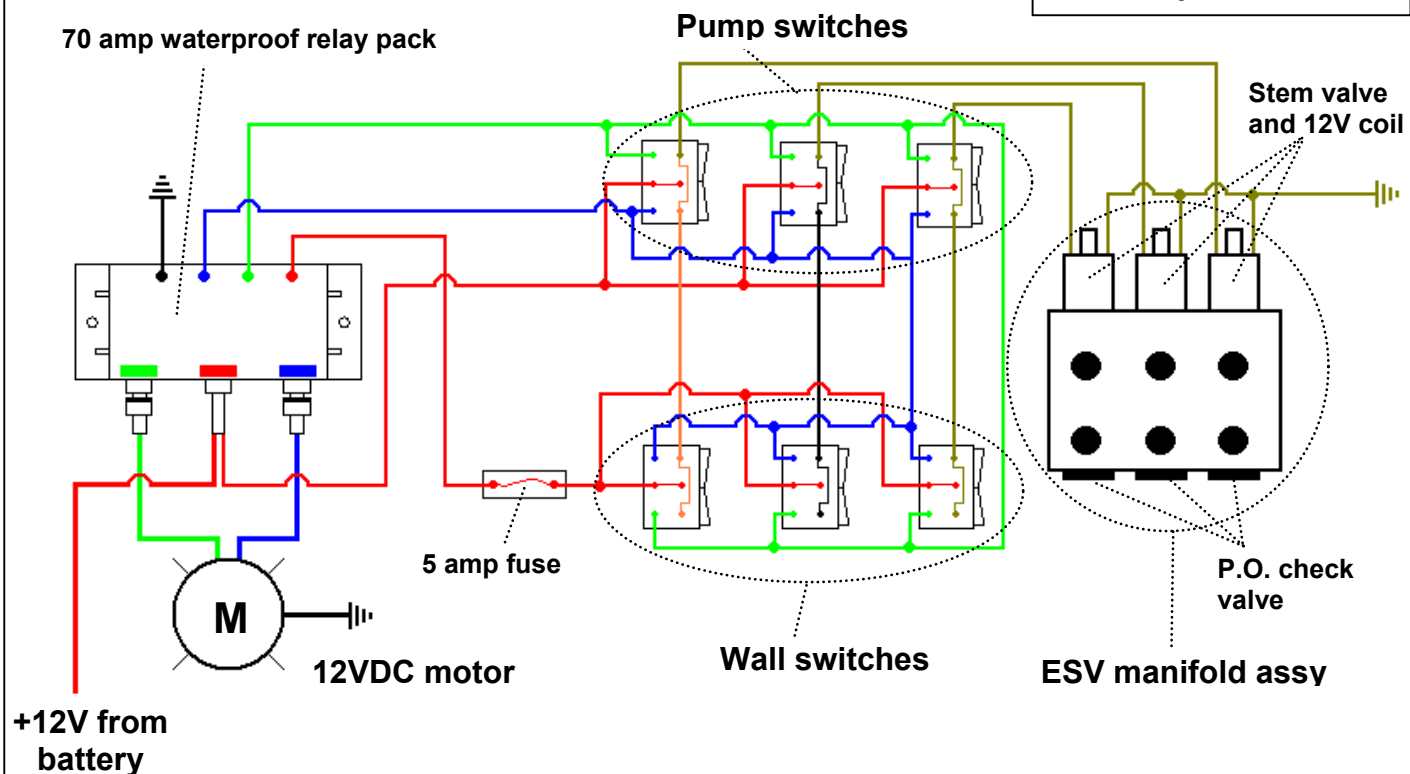 70 amp waterproof relay pack
Pump switches
Stem valve
and 12V coil
5 amp fuse
M
12VDC motor
Wall switches
P.O. check
valve
ESV manifold assy
+12V from
battery